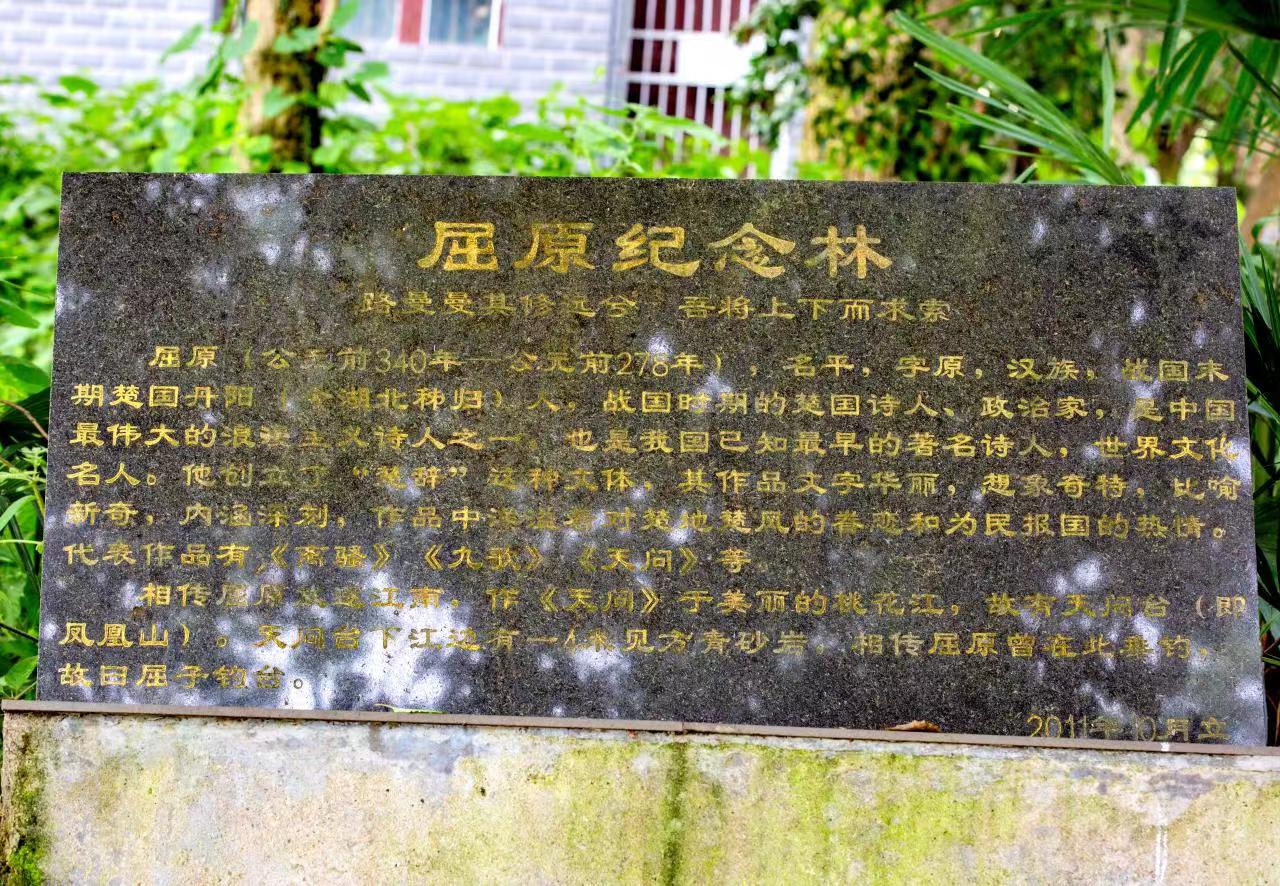 屈原纪念林
路曼曼其修远兮 吾将上下而求索
屈原（公元前340年—公元前278年），名平，字原，汉族，战国末
期楚国丹阳（今湖北秭归）人，战国时期的楚国诗人、政治家，是中国
最伟大的浪漫主义诗人之一，也是我国已知最早的著名诗人，世界文化
名人。他创立了“楚辞”这种文体，其作品文字华丽，想象奇特，比喻
新奇，内涵深刻，作品中洋溢着对楚地楚风的眷恋和为民报国的热情。
代表作品有《离骚》《九歌》《天问》等
相传屈原 江南，作《天问》于美丽的桃花江，故有天问台（即
凤凰山）。天问台下江边有一 米见方青砂岩，相传屈原曾在此垂钓，
故曰屈子钓台。
2011年10月立